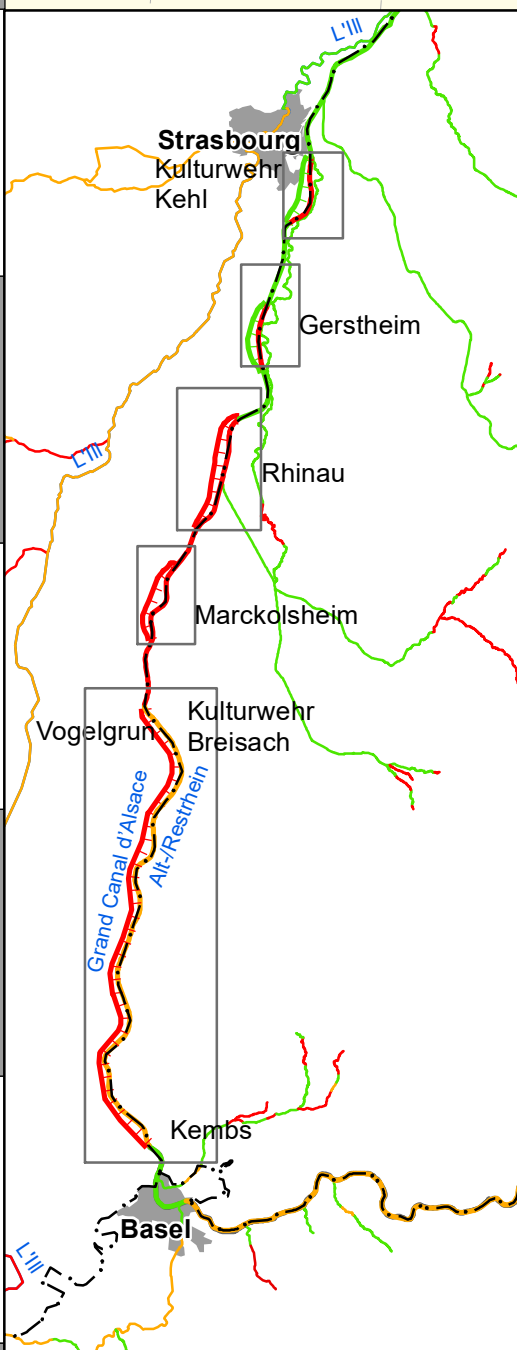 L'Ill
Strasbourg
Kulturwehr
Kehl
Gerstheim
L'Ill
Rhinau
Marckolsheim
Kulturwehr
Breisach
Vogelgrun
Grand Canal d'Alsace
Alt-/Restrhein
Kembs
Basel
L'Ill